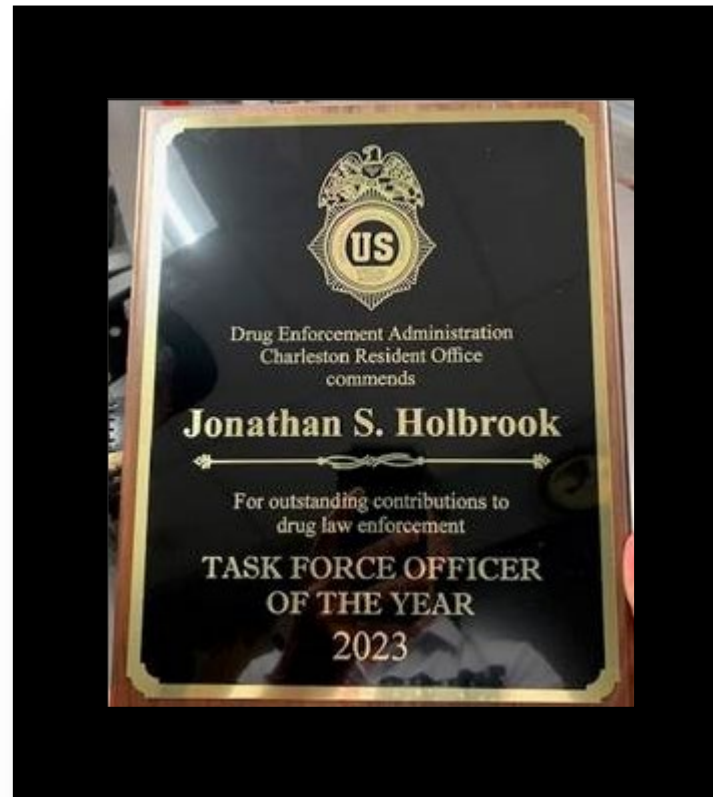 US
Drug Enforcement Administration
Charleston Resident Office
commends
Jonathan S. Holbrook
For outstanding contributions to
drug law enforcement
TASK FORCE OFFICER
OF THE YEAR
2023